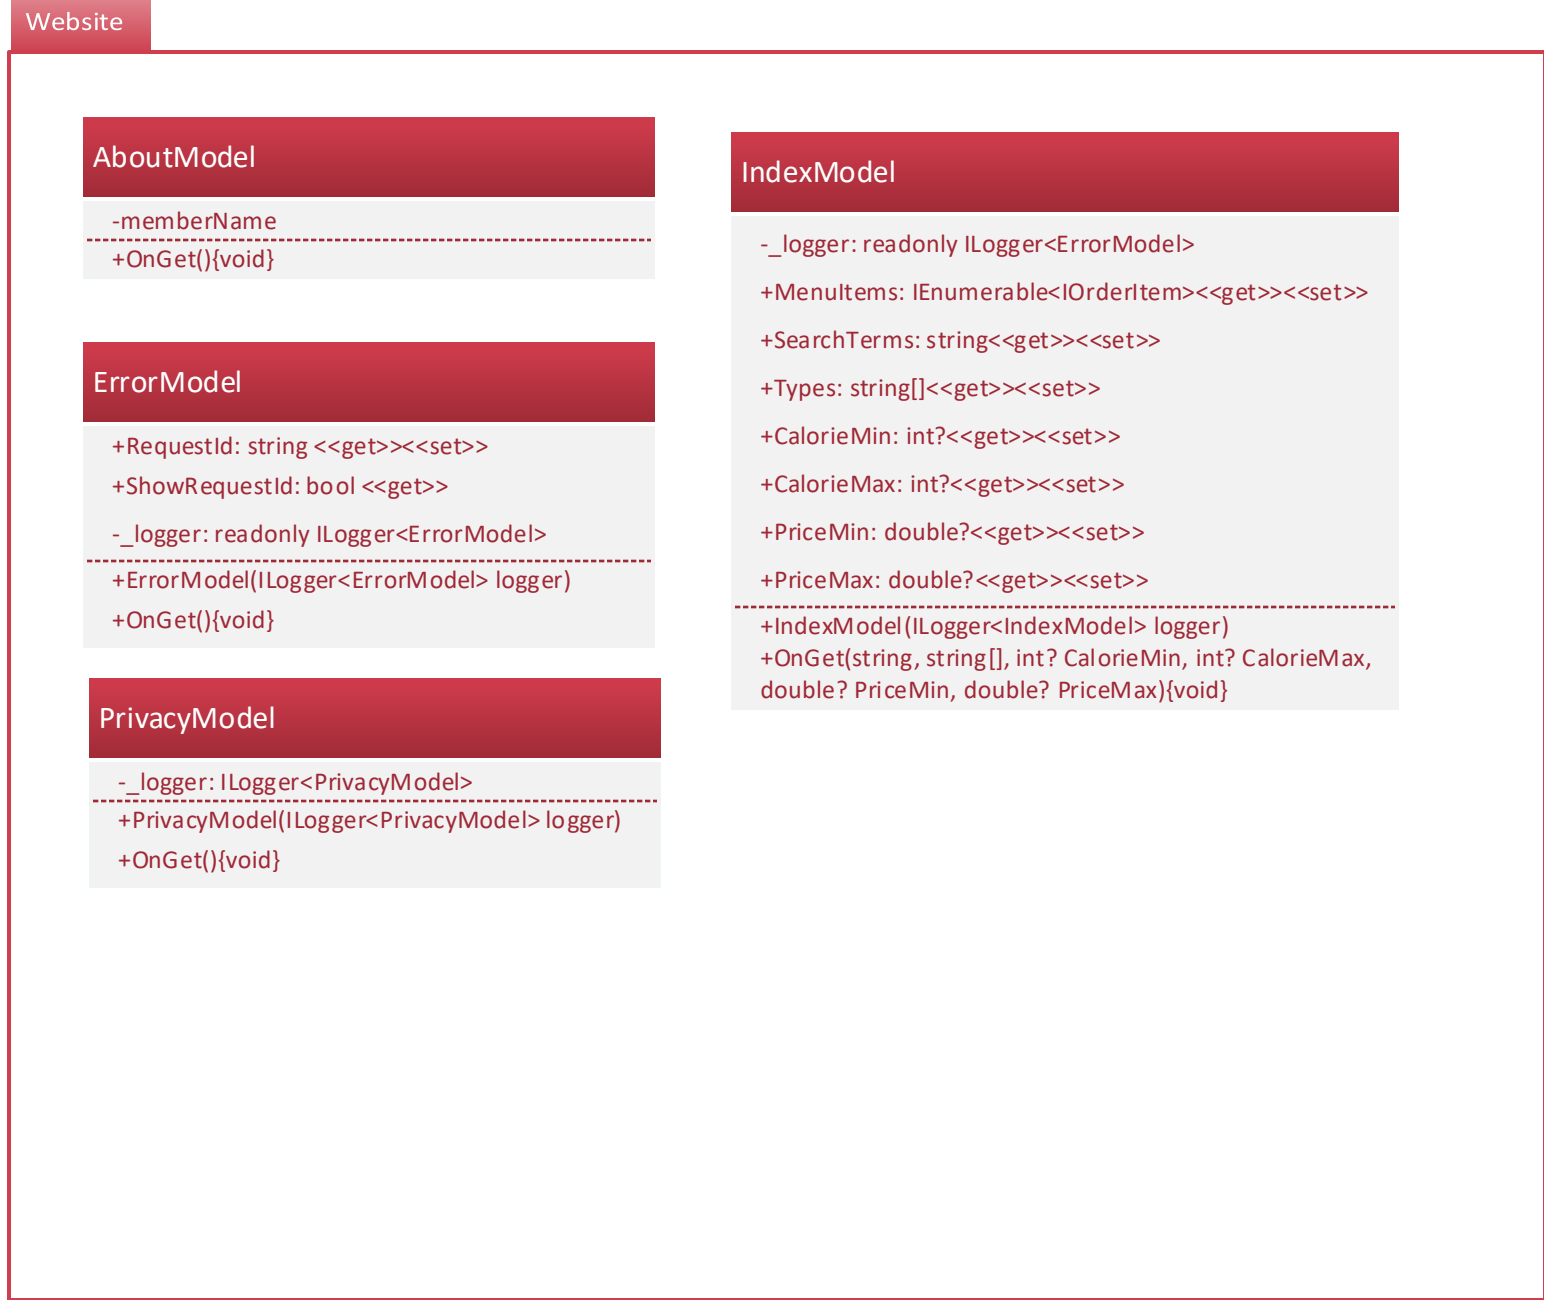 Website
AboutModel
-memberName
+OnGet(){void}
ErrorModel
+RequestId: string <<get>><<set>>
+ShowRequestId: bool <<get>>
-_logger: readonly ILogger<ErrorModel>
+ErrorModel(ILogger<ErrorModel> logger)
+OnGet(){void}
PrivacyModel
-_logger: ILogger<PrivacyModel>
+PrivacyModel(ILogger<PrivacyModel> logger)
+OnGet(){void}
IndexModel
-_logger: readonly ILogger<ErrorModel>
+MenuItems: IEnumerable<IOrderItem><<get>><<set>>
+SearchTerms: string<<get>><<set>>
+Types: string[]<<get>><<set>>
+CalorieMin: int?<<get>><<set>>
+CalorieMax: int?<<get>><<set>>
+PriceMin: double?<<get>><<set>>
+PriceMax: double?<<get>><<set>>
+IndexModel(ILogger<IndexModel> logger)
+OnGet(string, string[], int? CalorieMin, int? CalorieMax,
double? PriceMin, double? PriceMax){void}